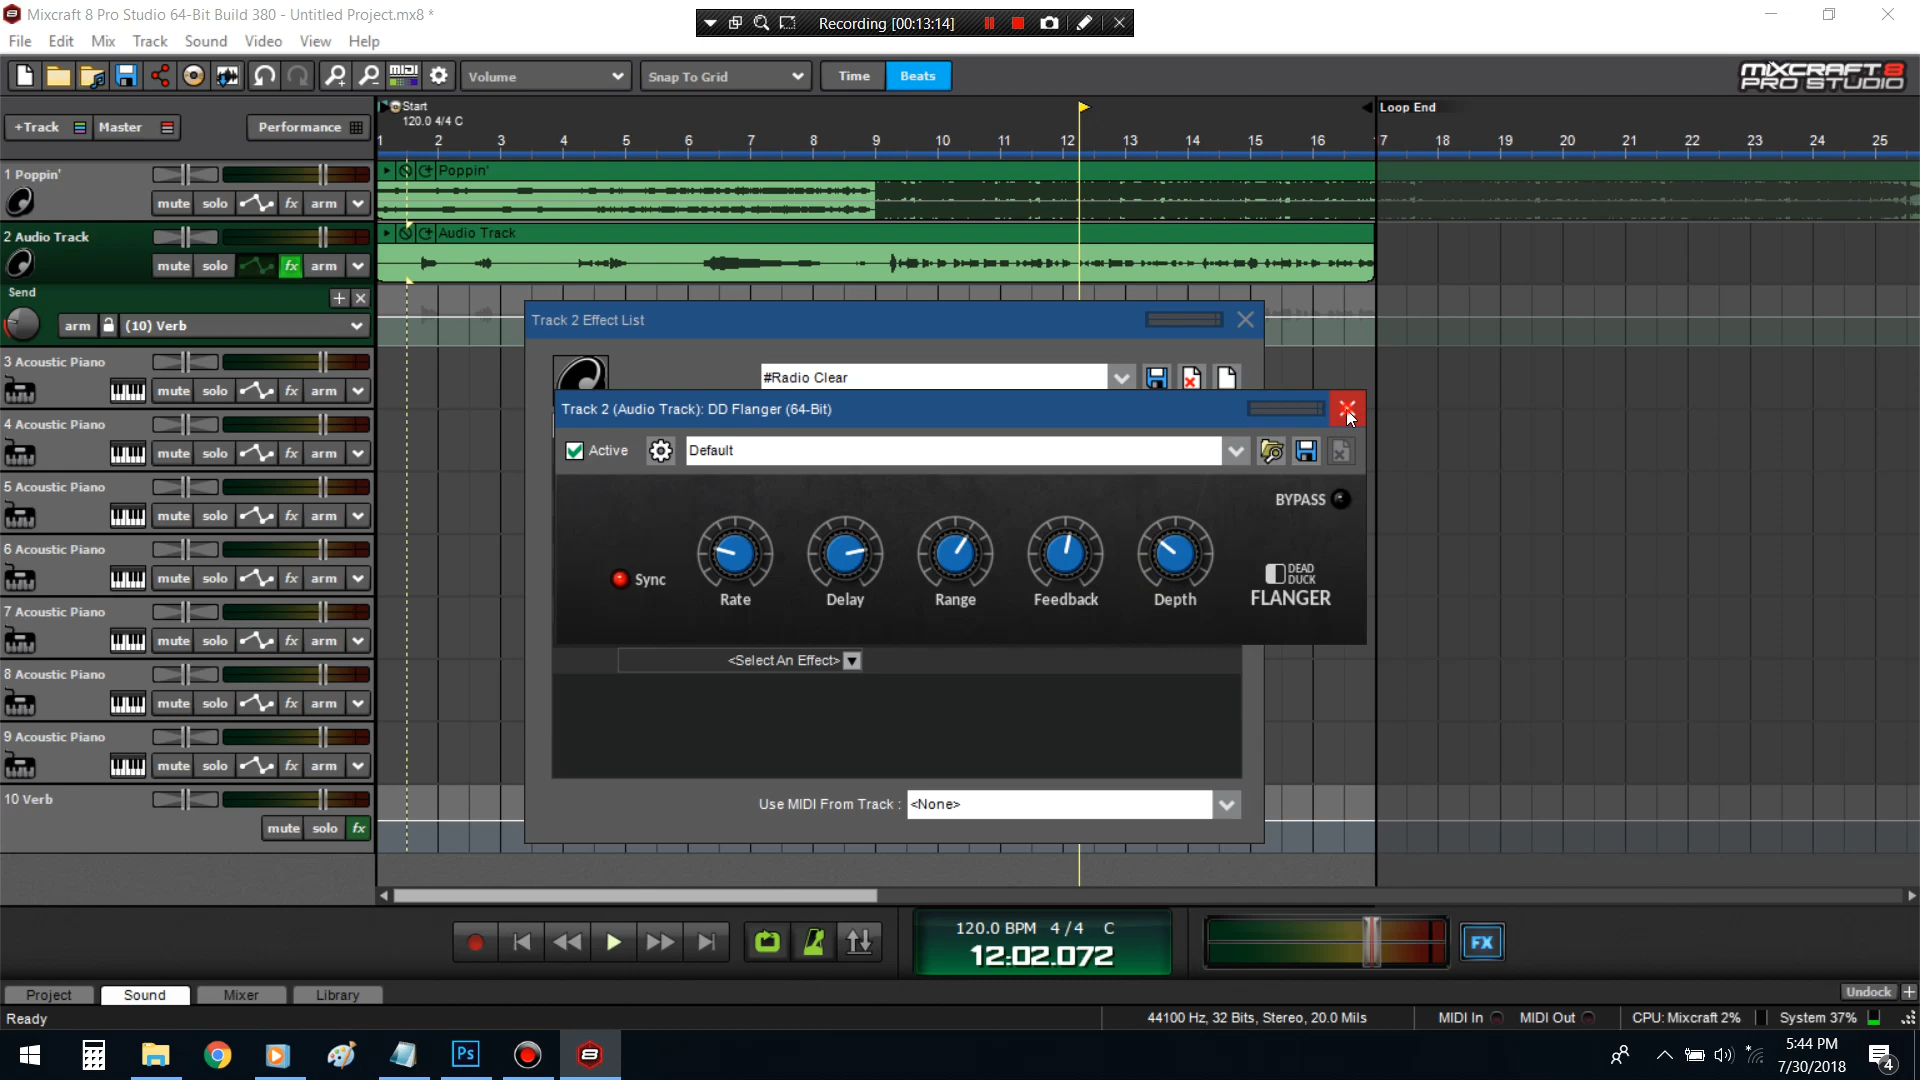 Mixcraft 8 Pro Studio 64-Bit Build 380 - Untitled Project.mx8 *
Recording [00:13:14]
File Edit Mix Track Sound Video View Help
MIDI
Volume
Snap To Grid
Time
Beats
MIXCRAFT 8
PRO STUDIO
+Track
Master
Performance
Start
120.0 4/4 C
Loop End
1 2 3 4 5 6 7 8 9 10 11 12 13 14 15 16 17 18 19 20 21 22 23 24 25
1 Poppin'
mute solo fx arm
Poppin'
2 Audio Track
mute solo fx arm
Audio Track
Send
arm (10) Verb
3 Acoustic Piano
mute solo fx arm
4 Acoustic Piano
mute solo fx arm
5 Acoustic Piano
mute solo fx arm
6 Acoustic Piano
mute solo fx arm
7 Acoustic Piano
mute solo fx arm
8 Acoustic Piano
mute solo fx arm
9 Acoustic Piano
mute solo fx arm
10 Verb
mute solo fx
Track 2 Effect List
#Radio Clear
Track 2 (Audio Track): DD Flanger (64-Bit)
Active
Default
BYPASS
Sync
Rate
Delay
Range
Feedback
Depth
DEAD
DUCK
FLANGER
<Select An Effect>
Use MIDI From Track :
<None>
120.0 BPM 4/4 C
12:02.072
FX
Project
Sound
Mixer
Library
Undock
Ready
44100 Hz, 32 Bits, Stereo, 20.0 Mils
MIDI In
MIDI Out
CPU: Mixcraft 2%
System 37%
Ps
8
5:44 PM
7/30/2018
4